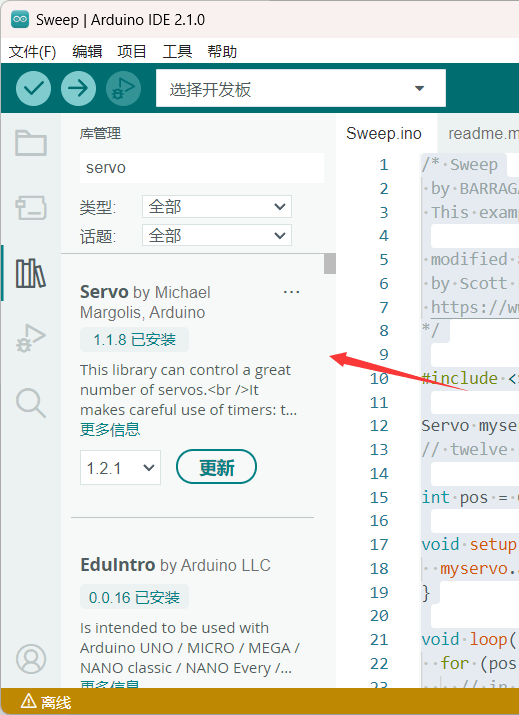 Sweep | Arduino IDE 2.1.0
文件(F) 编辑 项目 工具 帮助
选择开发板
库管理
servo
类型: 全部
话题: 全部
Servo by Michael
Margolis, Arduino
1.1.8 已安装
This library can control a great
number of servos.<br />It
makes careful use of timers: t...
更多信息
1.2.1 更新
EduIntro by Arduino LLC
0.0.16 已安装
Is intended to be used with
Arduino UNO / MICRO / MEGA /
NANO classic / NANO Every /...
更多信息
Sweep.ino readme.m
1 /* Sweep
2 by BARRAGA
3 This examp
4
5 modified
6 by Scott
7 https://w
8 */
9
10 #include <
11
12 Servo myser
13 // twelve
14
15 int pos =
16
17 void setup
18 myservo.
19 }
20
21 void loop(
22 for (pos
23 // in
离线